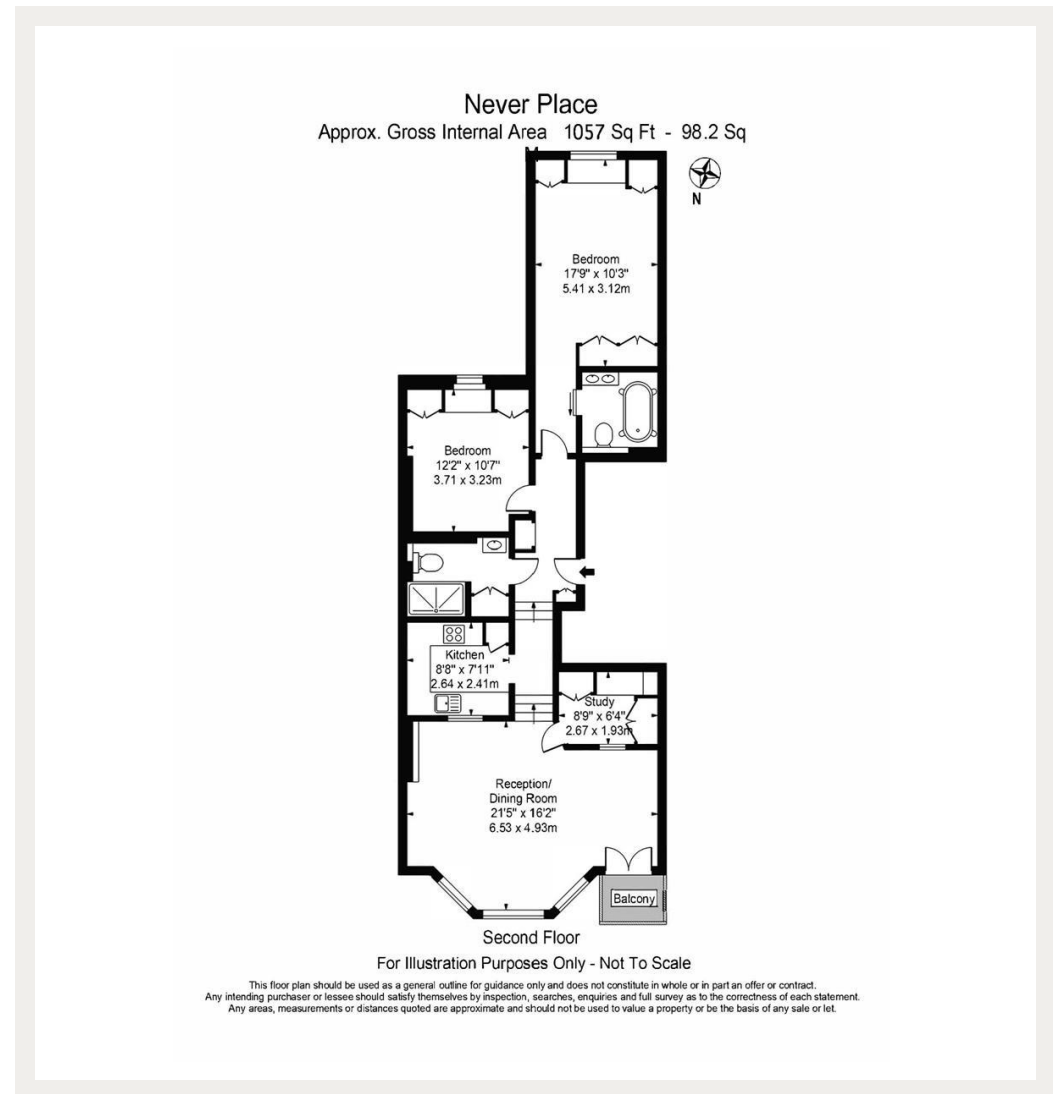 Never Place
Approx. Gross Internal Area 1057 Sq Ft - 98.2 Sq
N
Bedroom
17'9" x 10'3"
5.41 x 3.12m
Bedroom
12'2" x 10'7"
3.71 x 3.23m
Kitchen
8'8" x 7'11"
2.64 x 2.41m
Study
8'9" x 6'4"
2.67 x 1.93m
Reception/
Dining Room
21'5" x 16'2"
6.53 x 4.93m
Balcony
Second Floor
For Illustration Purposes Only - Not To Scale
This floor plan should be used as a general outline for guidance only and does not constitute in whole or in part an offer or contract.
Any intending purchaser or lessee should satisfy themselves by inspection, searches, enquiries and full survey as to the correctness of each statement.
Any areas, measurements or distances quoted are approximate and should not be used to value a property or be the basis of any sale or let.